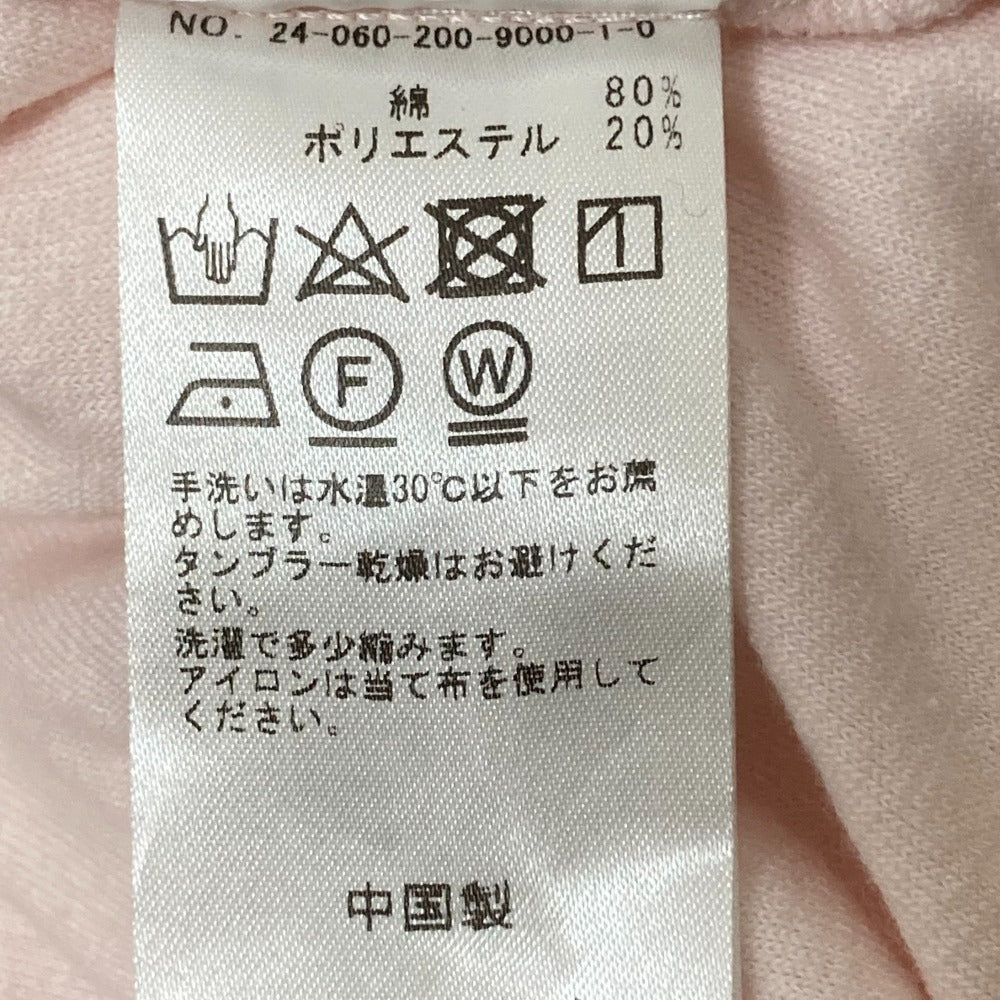 NO. 24-060-200-9000-1-0
綿 80%
ポリエステル 20%
F W
手洗いは水温30℃以下をお薦
めします。
タンブラー乾燥はお避けくだ
さい。
洗濯で多少縮みます。
アイロンは当て布を使用して
ください。
中国製